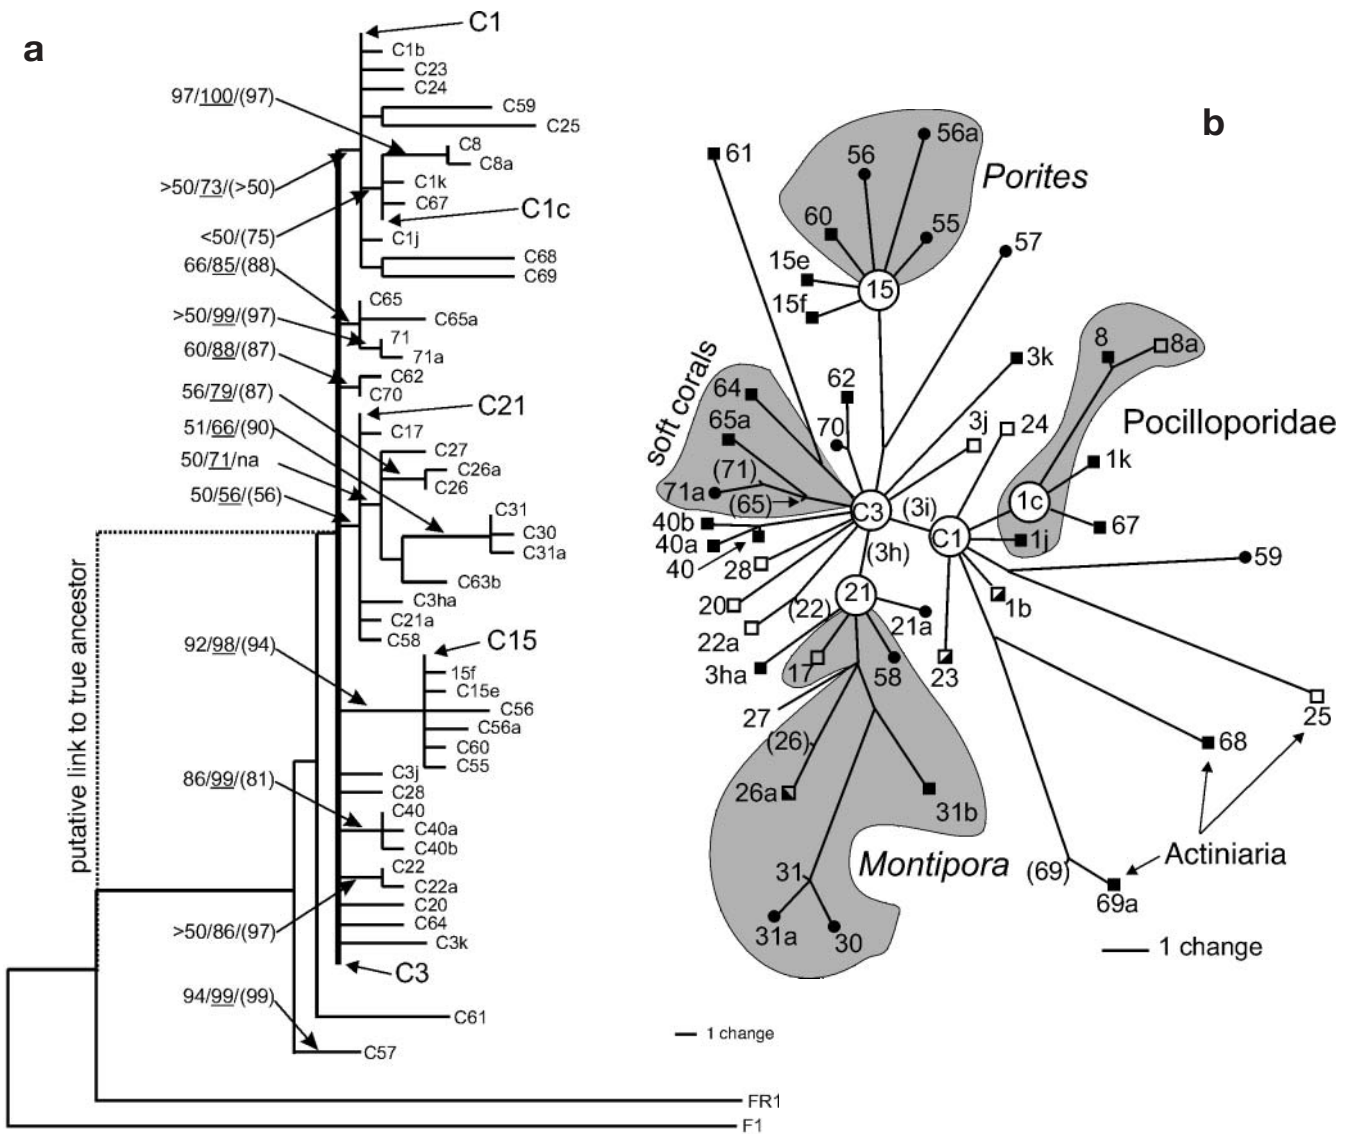 a
C1
C1b
C23
C24
97/100/(97)
C59
C25
C8
C8a
>50/73/(>50)
C1k
C67
C1c
<50/(75)
C1j
66/85/(88)
C68
C69
C65
>50/99/(97)
C65a
71
60/88/(87)
71a
C62
56/79/(87)
C70
C21
51/66/(90)
C17
50/71/na
C27
C26a
C26
50/56/(56)
C31
C30
C31a
C63b
C3ha
C21a
C58
92/98/(94)
C15
15f
C15e
C56
C56a
C60
C55
86/99/(81)
C3j
C28
C40
C40a
C40b
C22
C22a
C20
>50/86/(97)
C64
C3k
C3
94/99/(99)
C61
C57
FR1
F1
putative link to true ancestor
1 change
b
61
56
56a
Porites
60
55
57
15e
15
15f
soft corals
64
62
3k
8
8a
65a
70
3j
24
Pocilloporidae
(71)
1k
71a
(65)
C3
(3i)
1c
67
40b
C1
1j
40a
40
28
(3h)
59
20
(22)
21
1b
22a
21a
3ha
17
58
23
27
(26)
25
68
26a
31b
Montipora
Actiniaria
31
(69)
69a
31a
30
1 change